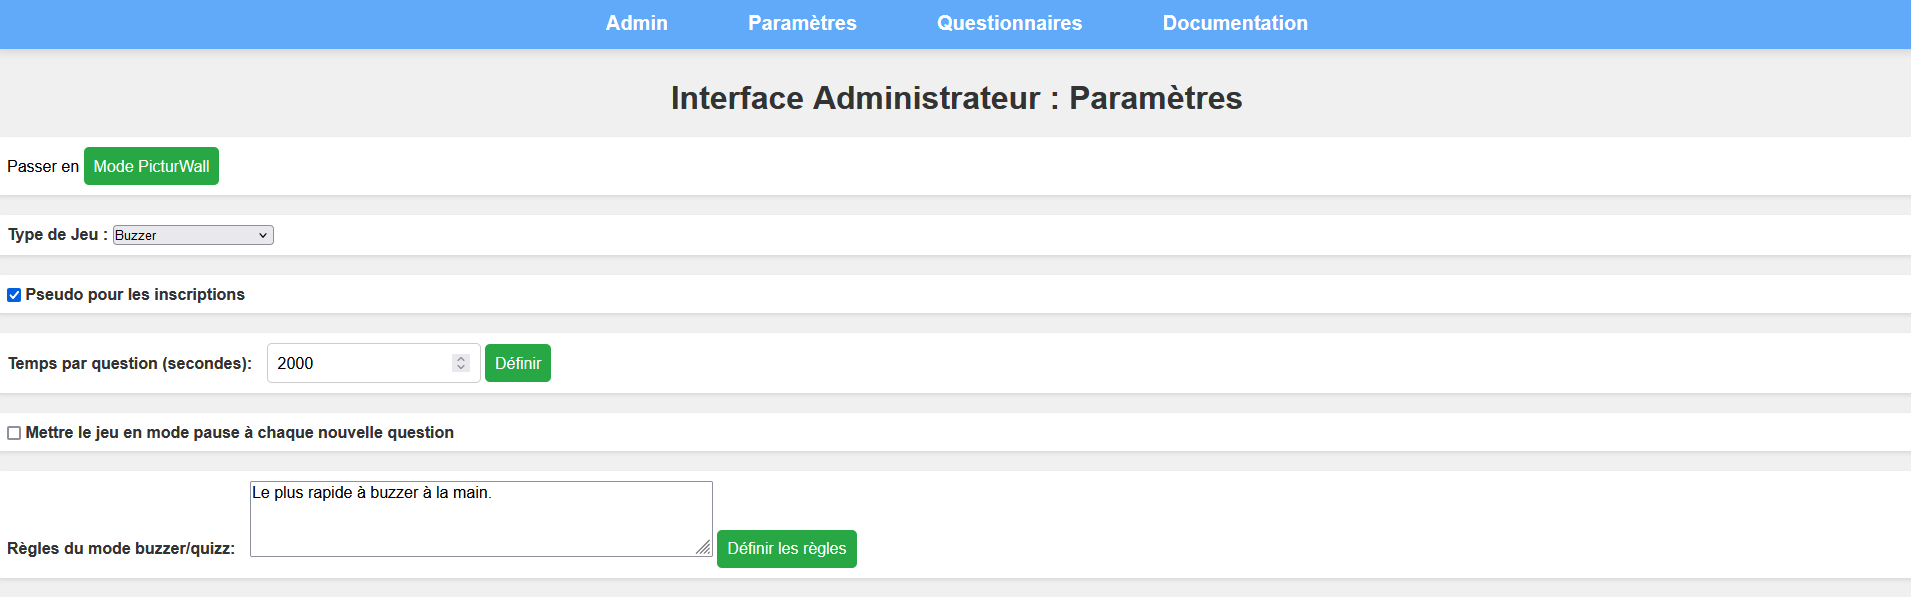 Admin Paramètres Questionnaires Documentation
Interface Administrateur : Paramètres
Passer en Mode PicturWall
Type de Jeu : Buzzer
Pseudo pour les inscriptions
Temps par question (secondes): 2000 Définir
Mettre le jeu en mode pause à chaque nouvelle question
Le plus rapide à buzzer à la main.
Règles du mode buzzer/quizz: Définir les règles